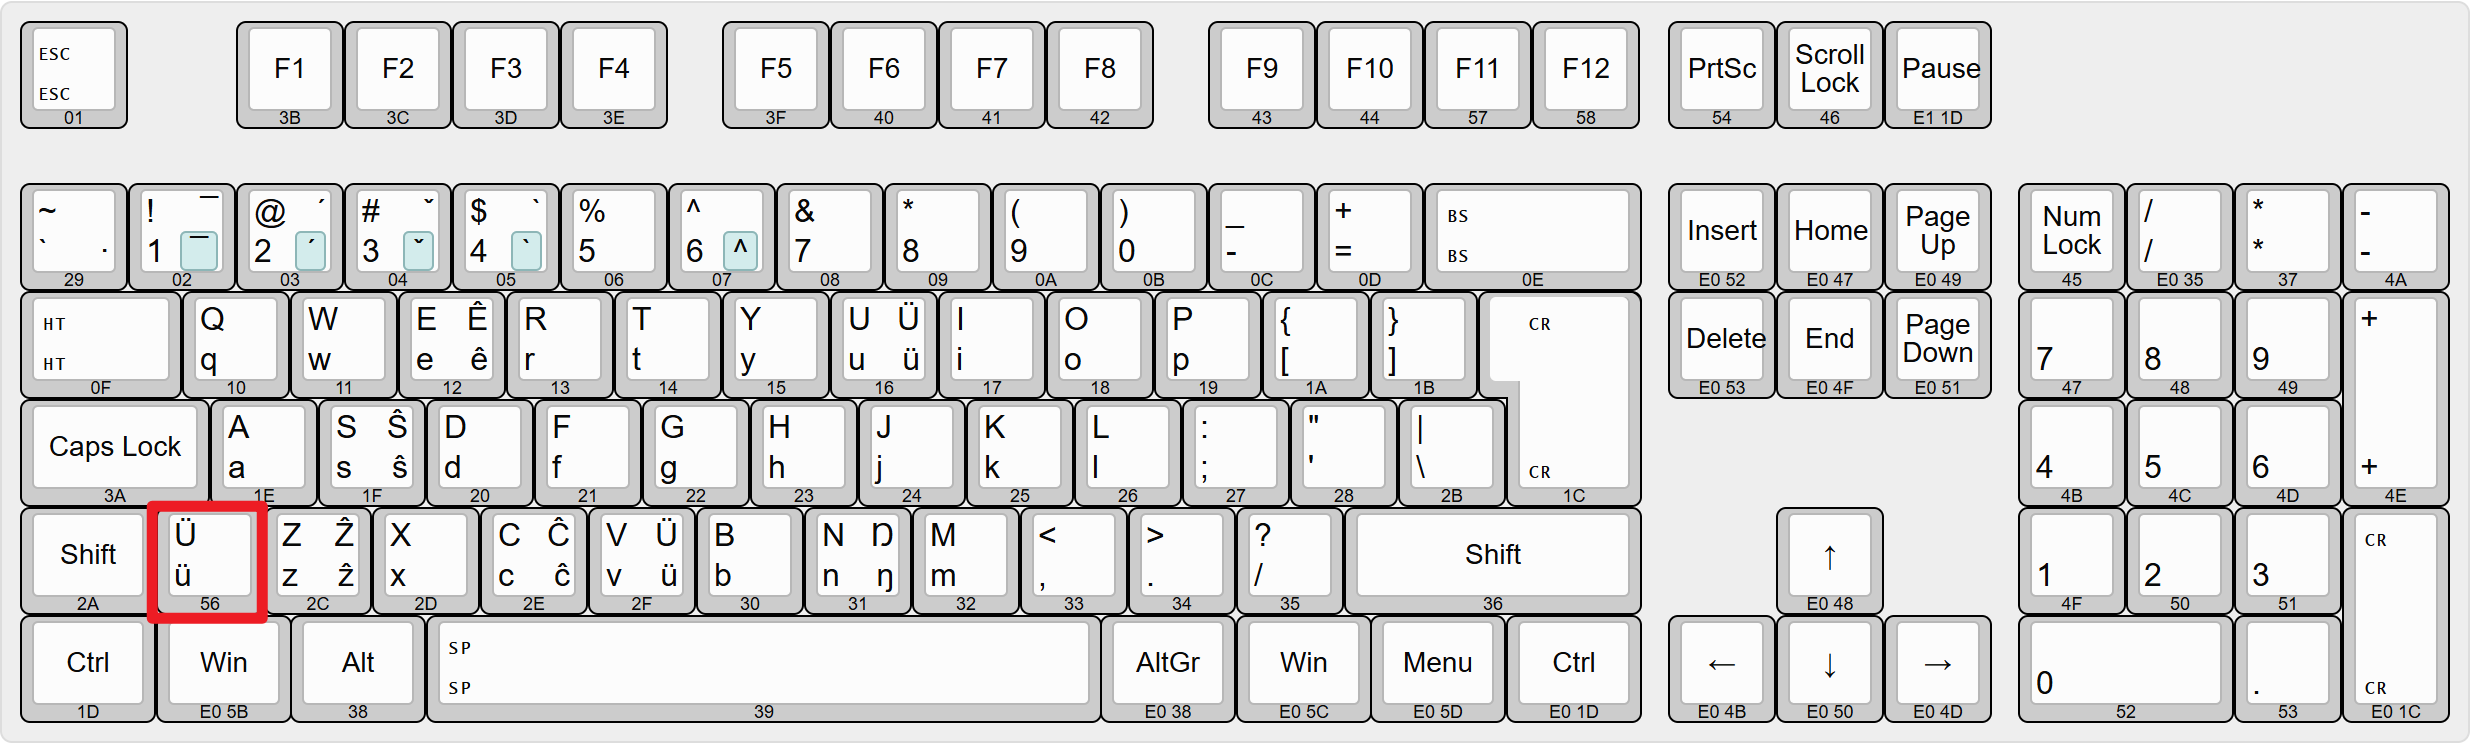 ESC F1 F2 F3 F4 F5 F6 F7 F8 F9 F10 F11 F12 PrtSc Scroll Lock Pause
ESC
01 3B 3C 3D 3E 3F 40 41 42 43 44 57 58 54 46 E1 1D
~ ! ¯ @ ´ # ˇ $ ` % ^ & * ( ) _ + BS Insert Home Page Up Num Lock / * -
` . 1 ¯ 2 ´ 3 ˇ 4 ` 5 6 ^ 7 8 9 0 - = BS / * -
29 02 03 04 05 06 07 08 09 0A 0B 0C 0D 0E E0 52 E0 47 E0 49 45 E0 35 37 4A
HT Q W E Ê R T Y U Ü I O P { } CR Delete End Page Down +
HT q w e ê r t y u ü i o p [ ] 7 8 9
0F 10 11 12 13 14 15 16 17 18 19 1A 1B E0 53 E0 4F E0 51 47 48 49
Caps Lock A S Ŝ D F G H J K L : " |
a s ŝ d f g h j k l ; ' \ CR 4 5 6 +
3A 1E 1F 20 21 22 23 24 25 26 27 28 2B 1C 4B 4C 4D 4E
Shift Ü Z Ẑ X C Ĉ V Ü B N Ŋ M < > ? Shift ↑ CR
ü z ẑ x c ĉ v ü b n ŋ m , . / 1 2 3
2A 56 2C 2D 2E 2F 30 31 32 33 34 35 36 E0 48 4F 50 51
Ctrl Win Alt SP AltGr Win Menu Ctrl ← ↓ →
SP 0 . CR
1D E0 5B 38 39 E0 38 E0 5C E0 5D E0 1D E0 4B E0 50 E0 4D 52 53 E0 1C